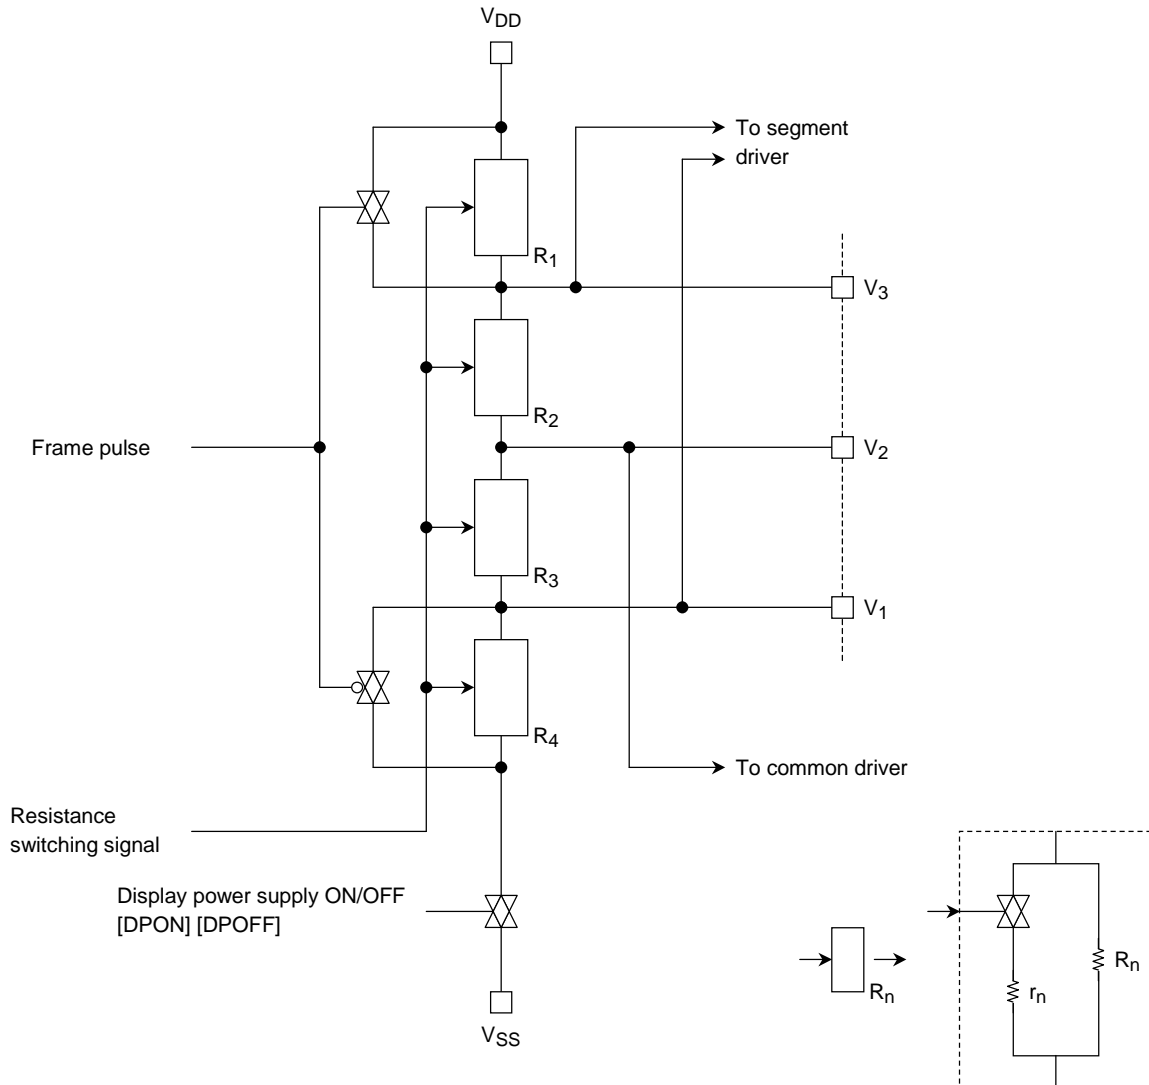 VDD
To segment
driver
R1
V3
R2
Frame pulse
V2
R3
V1
R4
To common driver
Resistance
switching signal
Display power supply ON/OFF
[DPON] [DPOFF]
Rn
rn
Rn
VSS